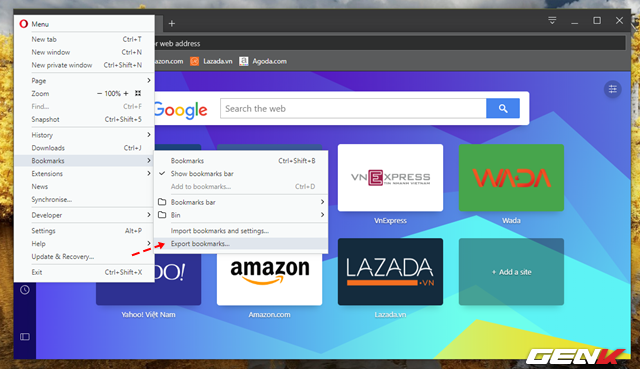 Menu
New tab Ctrl+T
New window Ctrl+N
New private window Ctrl+Shift+N
Page
Zoom − 100% +
Find... Ctrl+F
Snapshot Ctrl+Shift+5
History
Downloads Ctrl+J
Bookmarks
Extensions
News
Synchronise...
Developer
Settings Alt+P
Help
Update & Recovery...
Exit Ctrl+Shift+X
Bookmarks Ctrl+Shift+B
Show bookmarks bar
Add to bookmarks... Ctrl+D
Bookmarks bar
Bin
Import bookmarks and settings...
Export bookmarks...
web address
Lazada.vn
Agoda.com
Google
Search the web
VNEXPRESS
TIN NHANH VIETNAM
VnExpress
WADA
Wada
Yahoo! Việt Nam
amazon
Amazon.com
LAZADA
.VN
Lazada.vn
+ Add a site
GENK